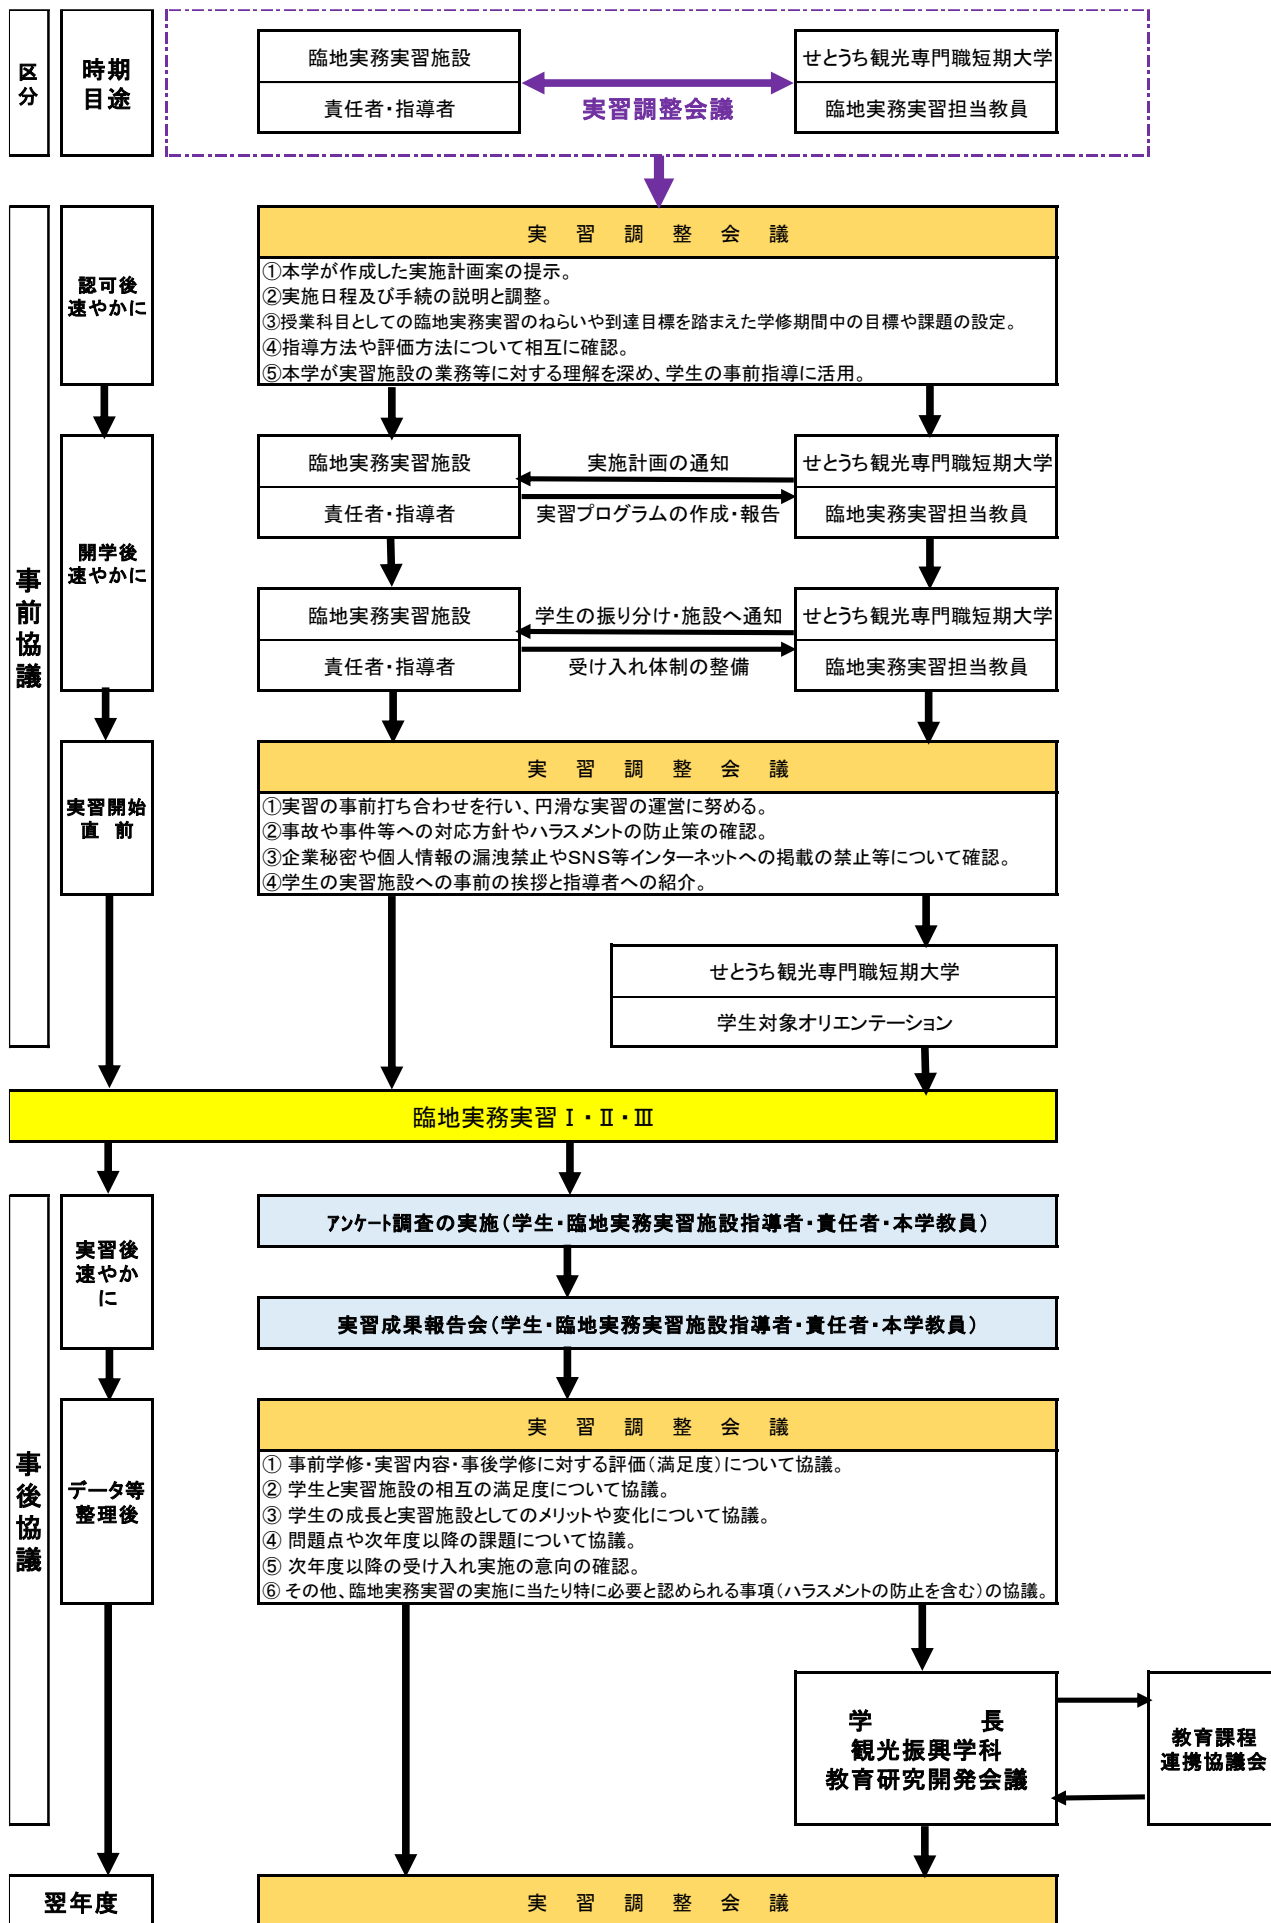 区分
時期
目途
臨地実務実習施設
責任者・指導者
実習調整会議
せとうち観光専門職短期大学
臨地実務実習担当教員
事前協議
認可後
速やかに
実　習　調　整　会　議
①本学が作成した実施計画案の提示。
②実施日程及び手続の説明と調整。
③授業科目としての臨地実務実習のねらいや到達目標を踏まえた学修期間中の目標や課題の設定。
④指導方法や評価方法について相互に確認。
⑤本学が実習施設の業務等に対する理解を深め、学生の事前指導に活用。
開学後
速やかに
臨地実務実習施設
責任者・指導者
実施計画の通知
実習プログラムの作成・報告
せとうち観光専門職短期大学
臨地実務実習担当教員
臨地実務実習施設
責任者・指導者
学生の振り分け・施設へ通知
受け入れ体制の整備
せとうち観光専門職短期大学
臨地実務実習担当教員
実習開始
直　前
実　習　調　整　会　議
①実習の事前打ち合わせを行い、円滑な実習の運営に努める。
②事故や事件等への対応方針やハラスメントの防止策の確認。
③企業秘密や個人情報の漏洩禁止やSNS等インターネットへの掲載の禁止等について確認。
④学生の実習施設への事前の挨拶と指導者への紹介。
せとうち観光専門職短期大学
学生対象オリエンテーション
臨地実務実習Ⅰ・Ⅱ・Ⅲ
事後協議
実習後
速やか
に
アンケート調査の実施（学生・臨地実務実習施設指導者・責任者・本学教員）
実習成果報告会（学生・臨地実務実習施設指導者・責任者・本学教員）
データ等
整理後
実　習　調　整　会　議
① 事前学修・実習内容・事後学修に対する評価（満足度）について協議。
② 学生と実習施設の相互の満足度について協議。
③ 学生の成長と実習施設としてのメリットや変化について協議。
④ 問題点や次年度以降の課題について協議。
⑤ 次年度以降の受け入れ実施の意向の確認。
⑥ その他、臨地実務実習の実施に当たり特に必要と認められる事項（ハラスメントの防止を含む）の協議。
学　　　　長
観光振興学科
教育研究開発会議
教育課程
連携協議会
翌年度
実　習　調　整　会　議